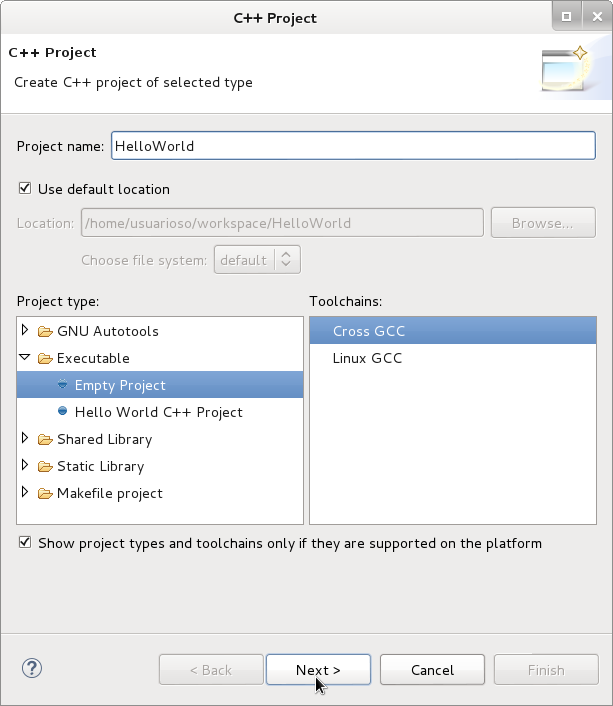 C++ Project
C++ Project
Create C++ project of selected type
Project name: HelloWorld
Use default location
Location: /home/usuarioso/workspace/HelloWorld Browse...
Choose file system: default
Project type:
GNU Autotools
Executable
Empty Project
Hello World C++ Project
Shared Library
Static Library
Makefile project
Toolchains:
Cross GCC
Linux GCC
Show project types and toolchains only if they are supported on the platform
? < Back Next > Cancel Finish